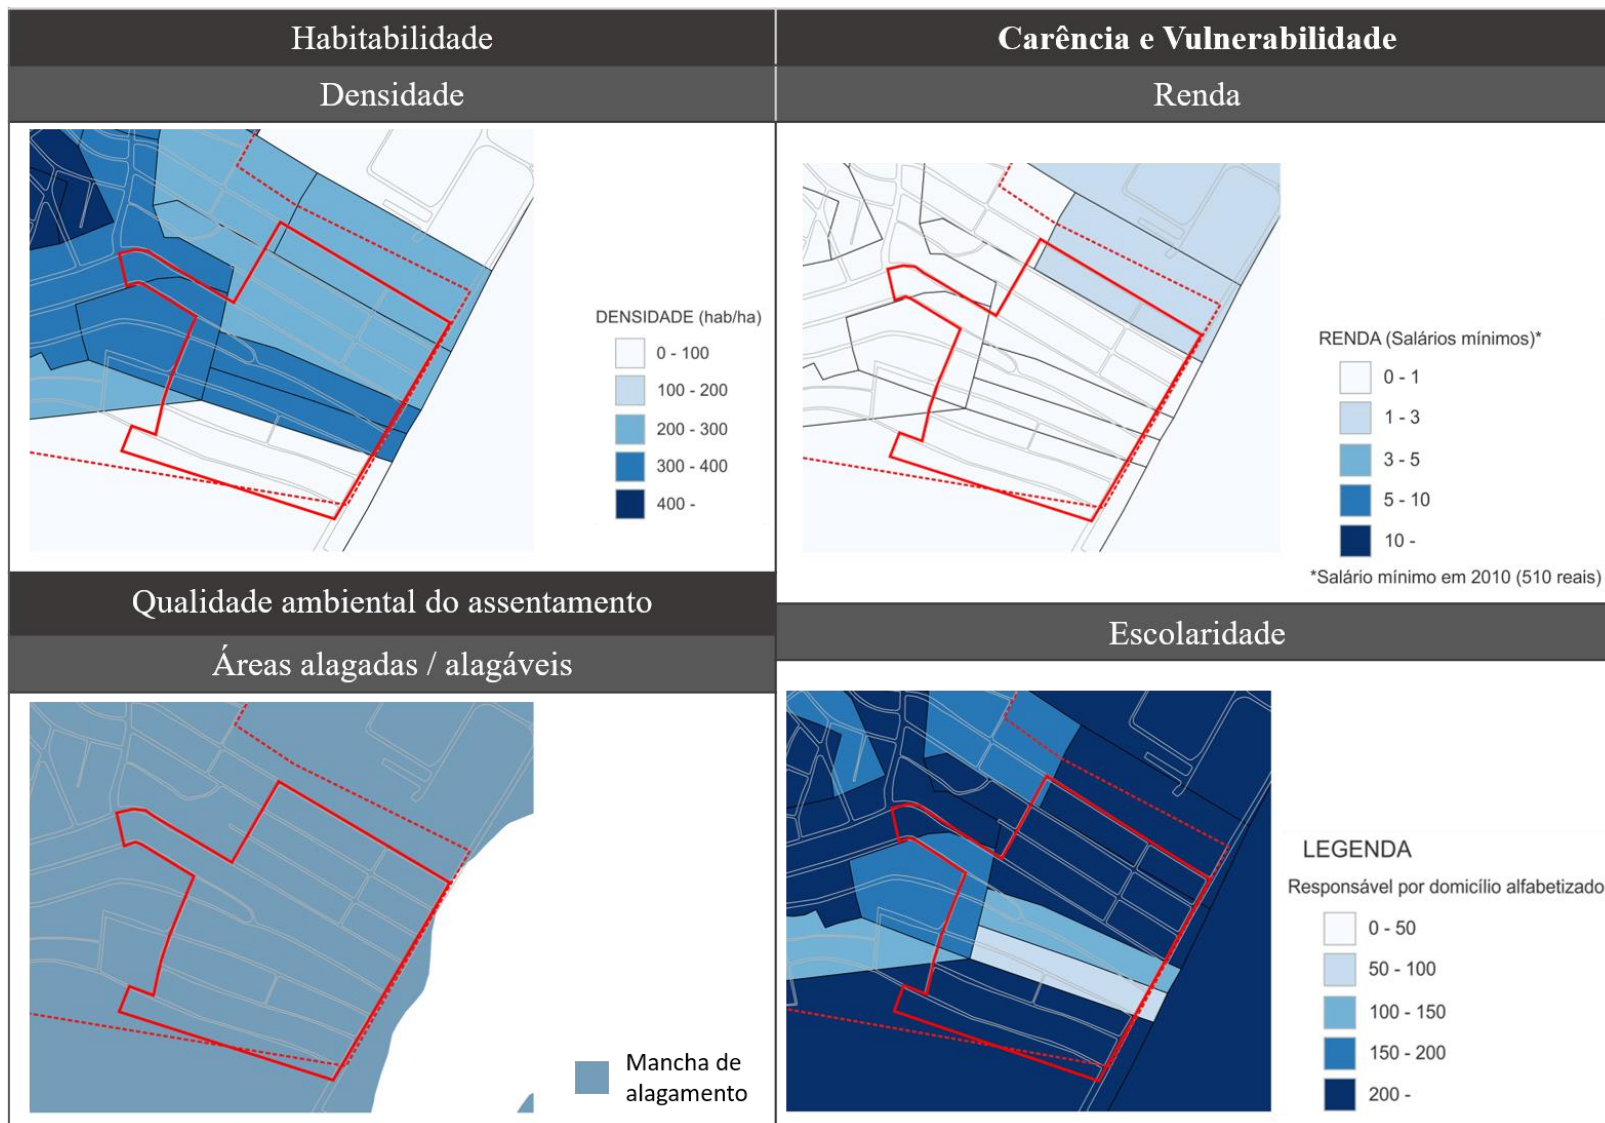 Habitabilidade
Densidade
DENSIDADE (hab/ha)
0 - 100
100 - 200
200 - 300
300 - 400
400 -
Carência e Vulnerabilidade
Renda
RENDA (Salários mínimos)*
0 - 1
1 - 3
3 - 5
5 - 10
10 -
*Salário mínimo em 2010 (510 reais)
Qualidade ambiental do assentamento
Áreas alagadas / alagáveis
Mancha de
alagamento
Escolaridade
LEGENDA
Responsável por domicílio alfabetizado
0 - 50
50 - 100
100 - 150
150 - 200
200 -